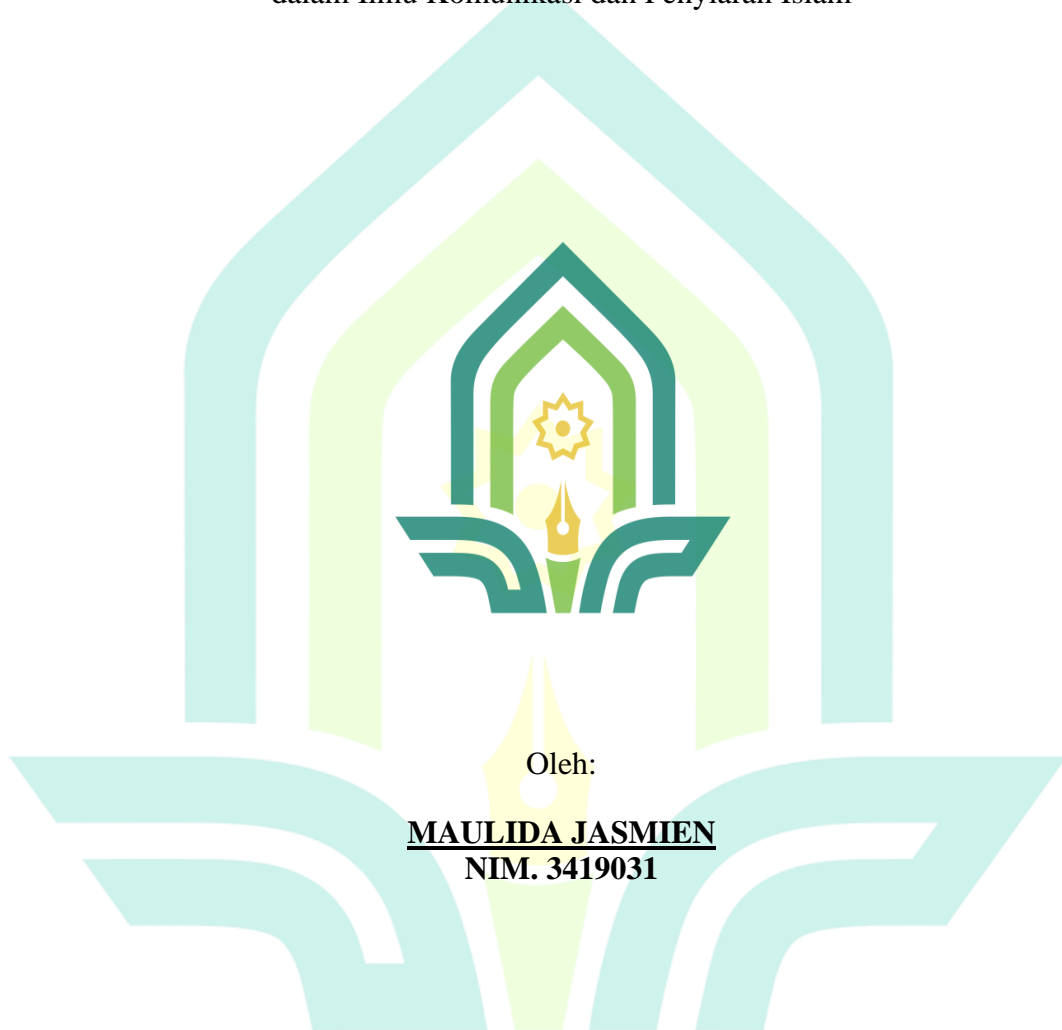 dalam Ilmu Komunikasi dan Penyiaran Islam
Oleh:
MAULIDA JASMIEN
NIM. 3419031